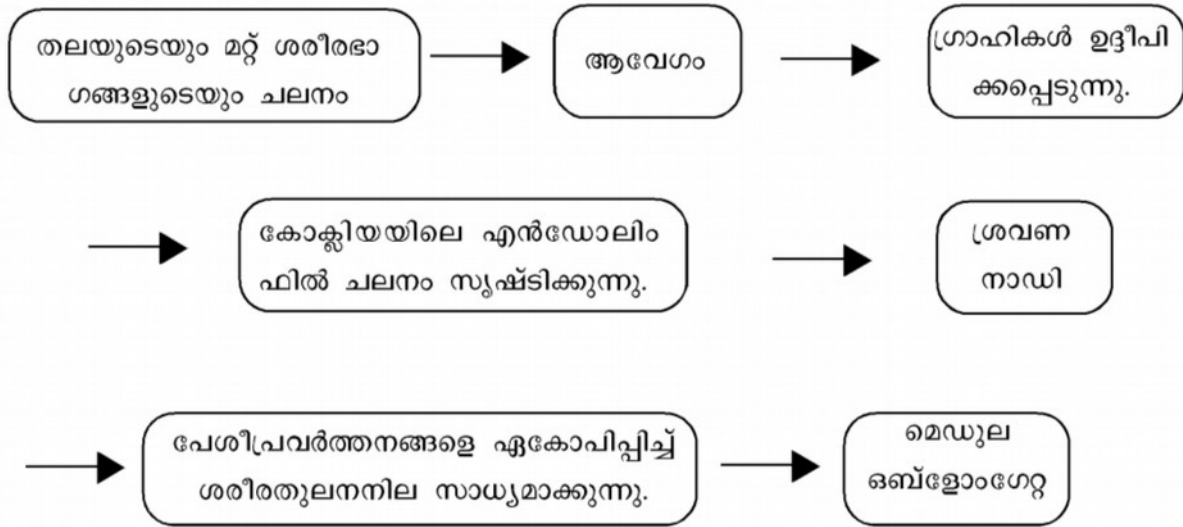 തലയുടെയും മറ്റ് ശരീരഭാ
ഗങ്ങളുടെയും ചലനം
ആവേഗം
ഗ്രാഹികൾ ഉദ്ദീപി
ക്കപ്പെടുന്നു.
കോക്ലിയയിലെ എൻഡോലിം
ഫിൽ ചലനം സൃഷ്ടിക്കുന്നു.
ശ്രവണ
നാഡി
പേശീപ്രവർത്തനങ്ങളെ ഏകോപിപ്പിച്ച്
ശരീരതുലനനില സാധ്യമാക്കുന്നു.
മെഡുല
ഒബ്ളോംഗേറ്റ